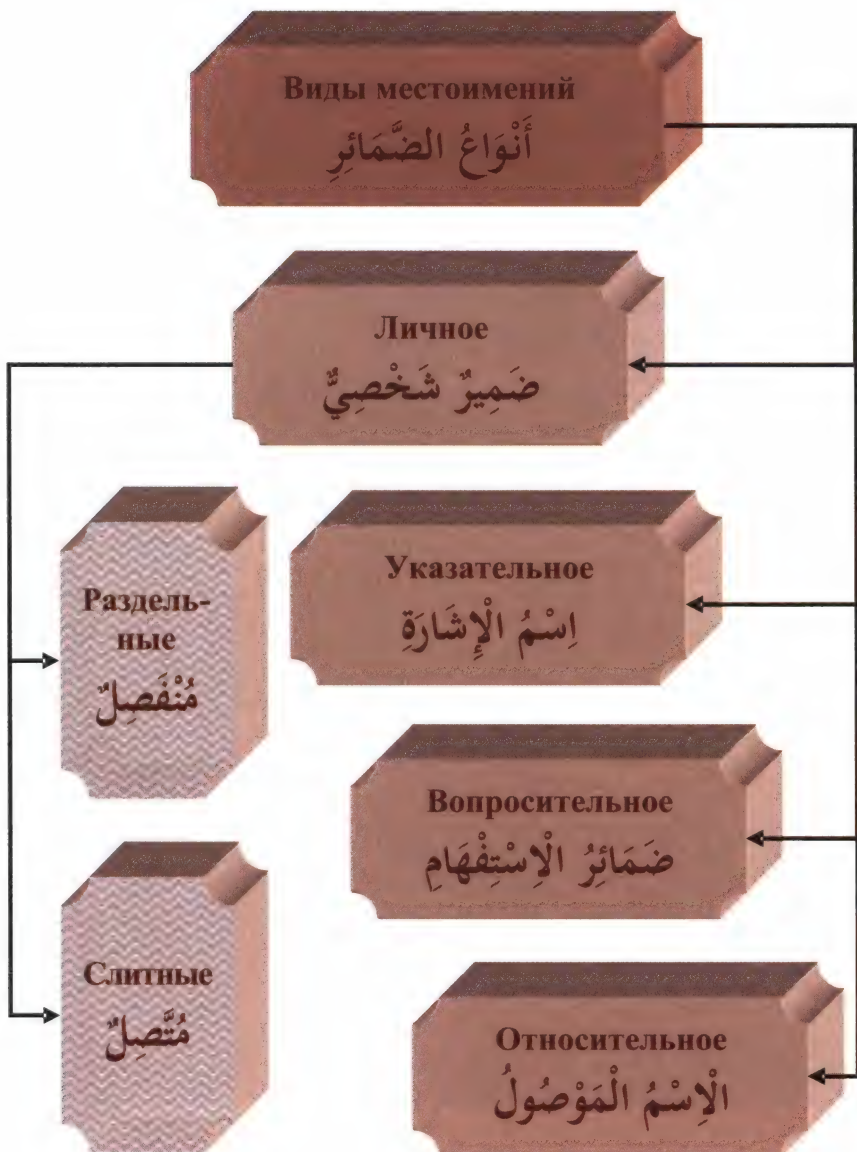 Виды местоимений
أَنْوَاعُ الضَّمَائِرِ
Личное
ضَمِيرٌ شَخْصِيٌّ
Указательное
اِسْمُ الْإِشَارَةِ
Раздель-
ные
مُنْفَصِلٌ
Вопросительное
ضَمَائِرُ الْاِسْتِفْهَامِ
Слитные
مُتَّصِلٌ
Относительное
الْاِسْمُ الْمَوْصُولُ